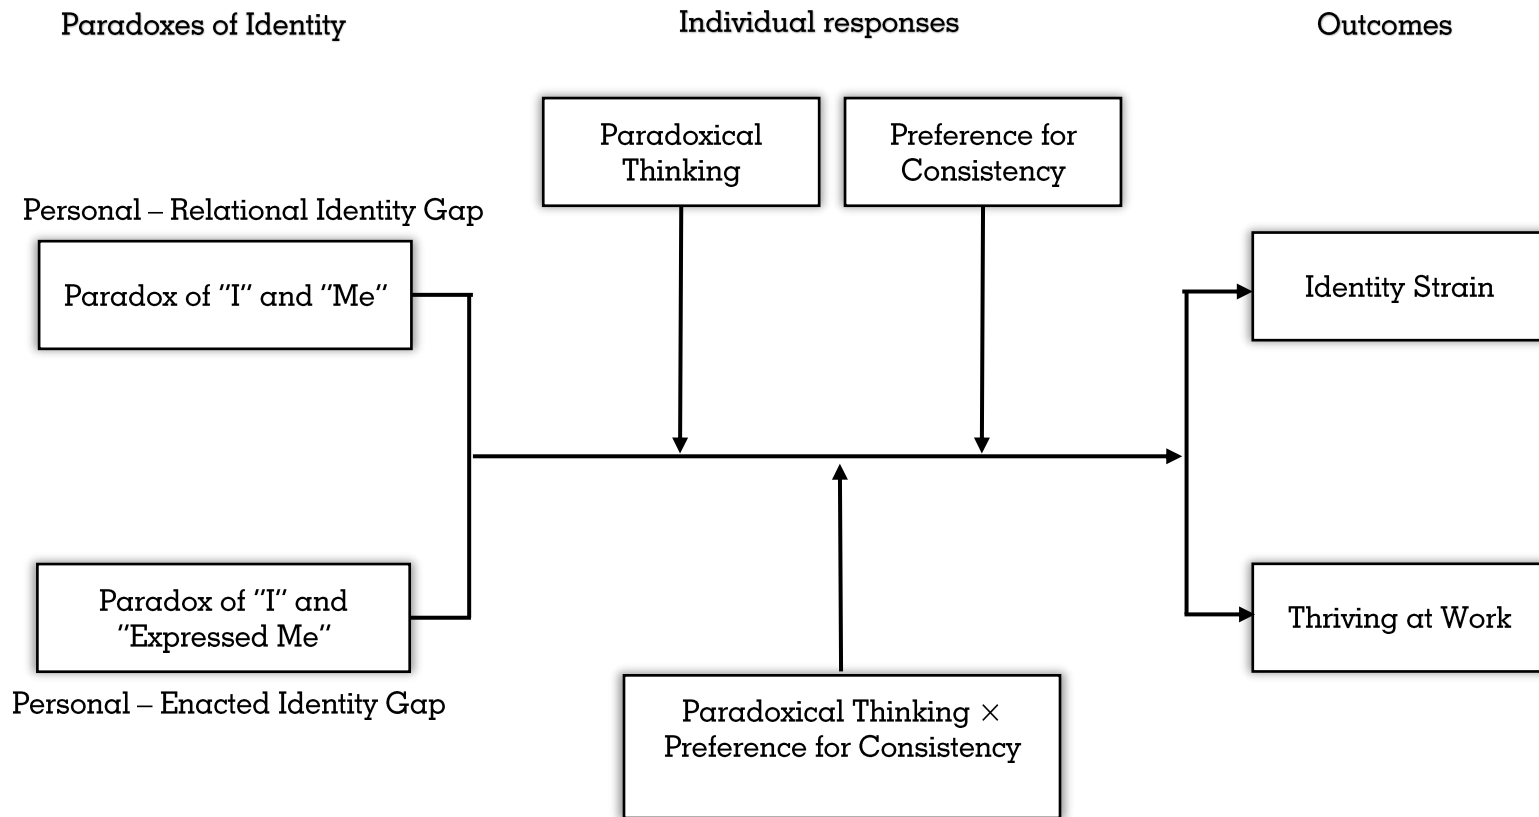 Paradoxes of Identity
Individual responses
Outcomes
Paradoxical
Thinking
Preference for
Consistency
Personal – Relational Identity Gap
Paradox of "I" and "Me"
Identity Strain
Paradox of "I" and
"Expressed Me"
Thriving at Work
Personal – Enacted Identity Gap
Paradoxical Thinking ×
Preference for Consistency